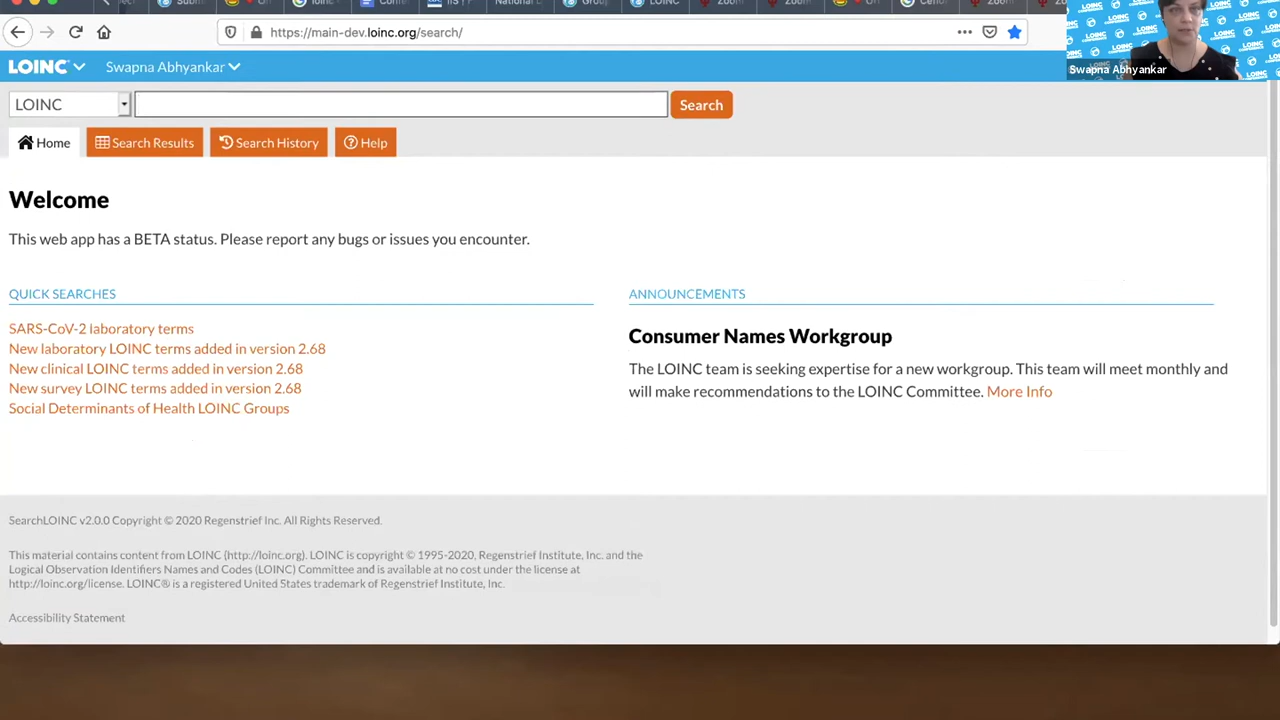 https://main-dev.loinc.org/search/
Swapna Abhyankar
LOINC Swapna Abhyankar
LOINC Search
Home Search Results Search History Help
Welcome
This web app has a BETA status. Please report any bugs or issues you encounter.
QUICK SEARCHES
SARS-CoV-2 laboratory terms
New laboratory LOINC terms added in version 2.68
New clinical LOINC terms added in version 2.68
New survey LOINC terms added in version 2.68
Social Determinants of Health LOINC Groups
ANNOUNCEMENTS
Consumer Names Workgroup
The LOINC team is seeking expertise for a new workgroup. This team will meet monthly and
will make recommendations to the LOINC Committee. More Info
SearchLOINC v2.0.0 Copyright © 2020 Regenstrief Inc. All Rights Reserved.
This material contains content from LOINC (http://loinc.org). LOINC is copyright © 1995-2020, Regenstrief Institute, Inc. and the
Logical Observation Identifiers Names and Codes (LOINC) Committee and is available at no cost under the license at
http://loinc.org/license. LOINC® is a registered United States trademark of Regenstrief Institute, Inc.
Accessibility Statement